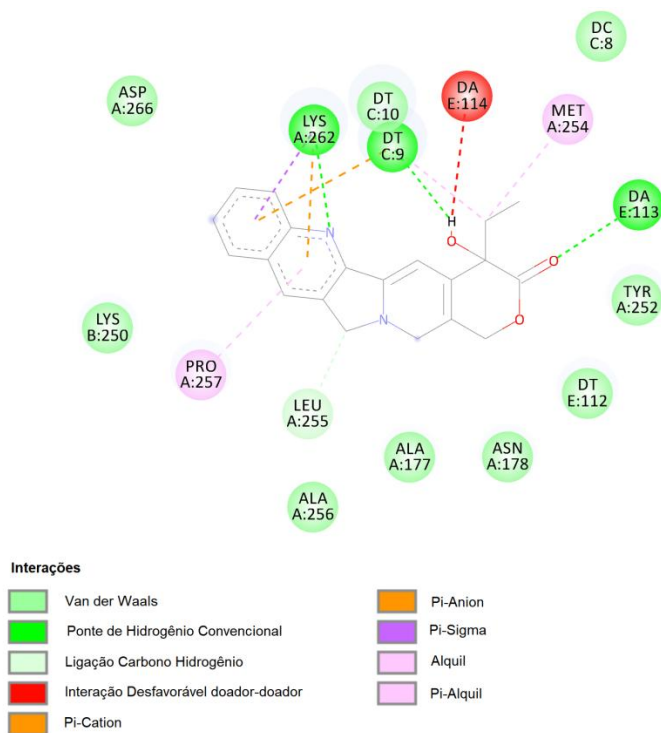 DC
C:8
ASP
A:266
LYS
A:262
DT
C:10
DT
C:9
DA
E:114
MET
A:254
DA
E:113
H
O
O
O
N
N
TYR
A:252
LYS
B:250
PRO
A:257
LEU
A:255
DT
E:112
ALA
A:177
ASN
A:178
ALA
A:256
Interações
Van der Waals
Ponte de Hidrogênio Convencional
Ligação Carbono Hidrogênio
Interação Desfavorável doador-doador
Pi-Cation
Pi-Anion
Pi-Sigma
Alquil
Pi-Alquil